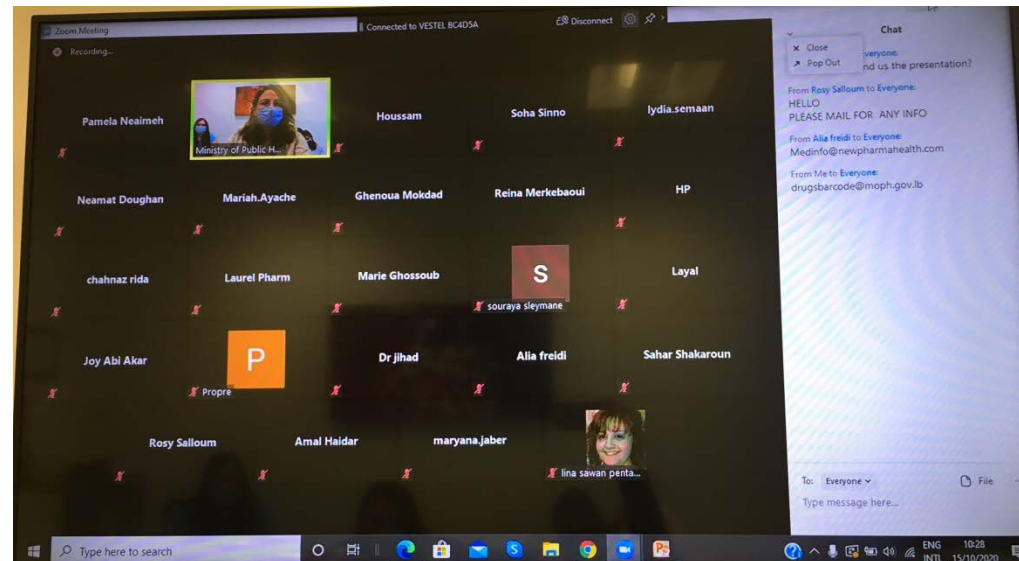 Zoom Meeting
Connected to VESTEL BC4D5A
Disconnect
Recording...
Pamela Neaimeh
Ministry of Public H...
Houssam
Soha Sinno
lydia.semaan
Neamat Doughan
Mariah.Ayache
Ghenoua Mokdad
Reina Merkebaoui
HP
chahnaz rida
Laurel Pharm
Marie Ghossoub
S
souraya sleymane
Layal
Joy Abi Akar
P
Propre
Dr jihad
Alia freidi
Sahar Shakaroun
Rosy Salloum
Amal Haidar
maryana.jaber
lina sawan penta...
Chat
Close
Pop Out
veryone:
nd us the presentation?
From Rosy Salloum to Everyone:
HELLO
PLEASE MAIL FOR ANY INFO
From Alia freidi to Everyone:
Medinfo@newpharmahealth.com
From Me to Everyone:
drugsbarcode@moph.gov.lb
To: Everyone
File
Type message here...
Type here to search
ENG
INTL
10:28
15/10/2020